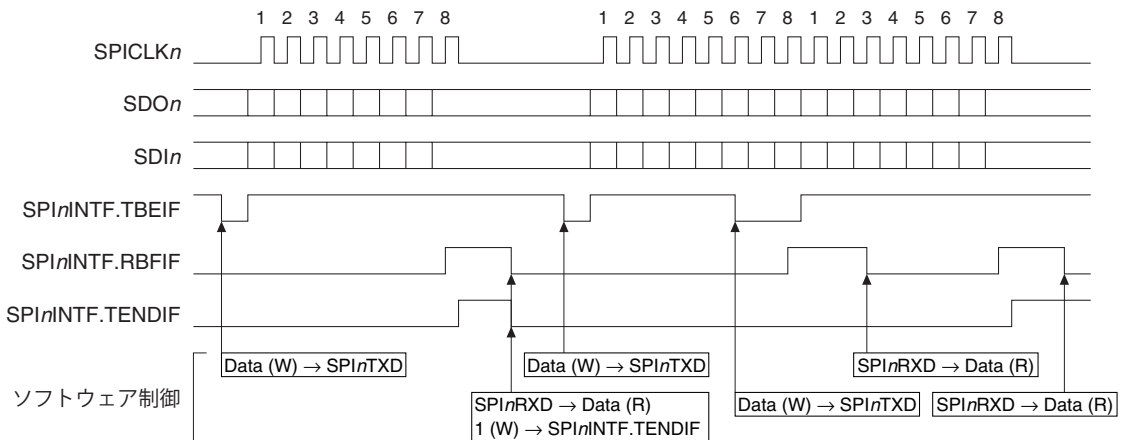 1 2 3 4 5 6 7 8 1 2 3 4 5 6 7 8 1 2 3 4 5 6 7 8
SPICLKn
SDOn
SDIn
SPInINTF.TBEIF
SPInINTF.RBFIF
SPInINTF.TENDIF
Data (W) → SPInTXD
Data (W) → SPInTXD
SPInRXD → Data (R)
ソフトウェア制御
SPInRXD → Data (R)
1 (W) → SPInINTF.TENDIF
Data (W) → SPInTXD
SPInRXD → Data (R)